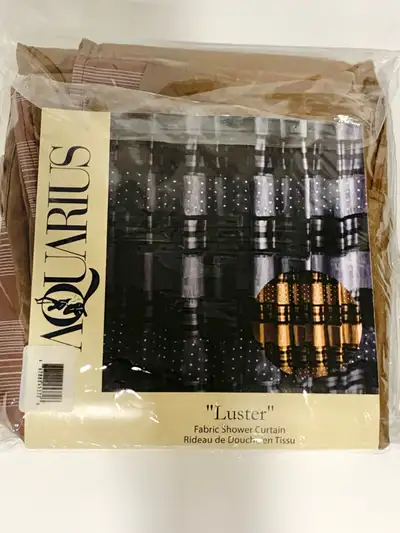 AQUARIUS
"Luster"
Fabric Shower Curtain
Rideau de Douche en Tissu